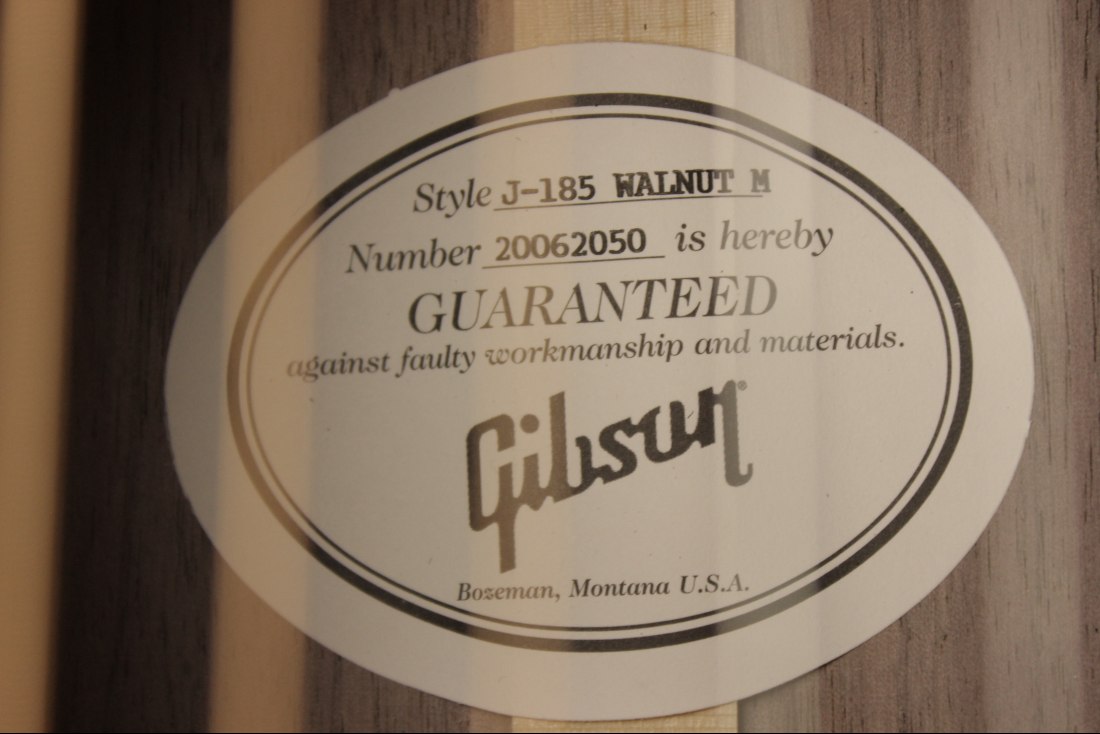 Style J-185 WALNUT M
Number 20062050 is hereby
GUARANTEED
against faulty workmanship and materials.
Gibson®
Bozeman, Montana U.S.A.